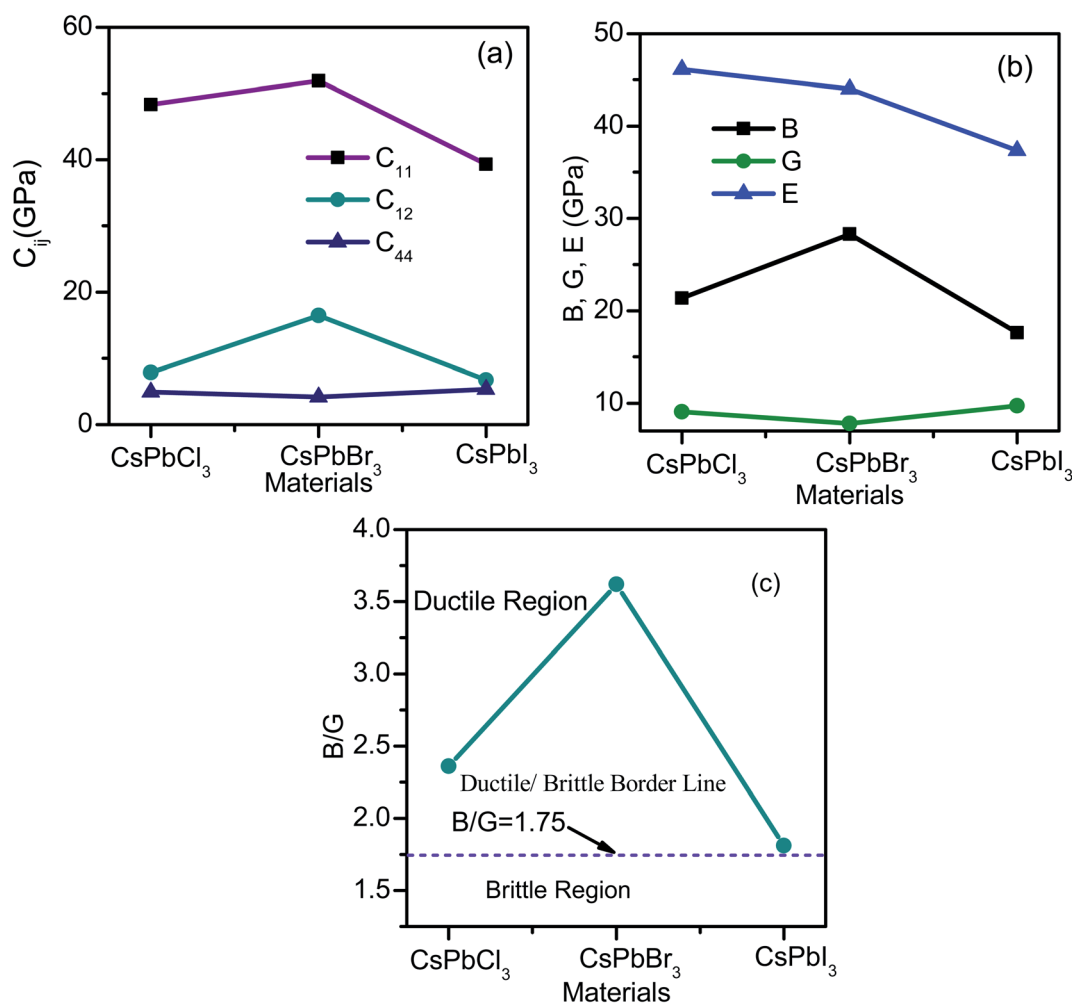 (a)
60
40
20
0
C₁₁
C₁₂
C₄₄
Cᵢⱼ(GPa)
CsPbCl₃
CsPbBr₃
CsPbI₃
Materials
(b)
50
40
30
20
10
B
G
E
B, G, E (GPa)
CsPbCl₃
CsPbBr₃
CsPbI₃
Materials
(c)
4.0
3.5
3.0
2.5
2.0
1.5
Ductile Region
B/G
Ductile/ Brittle Border Line
B/G=1.75
Brittle Region
CsPbCl₃
CsPbBr₃
CsPbI₃
Materials